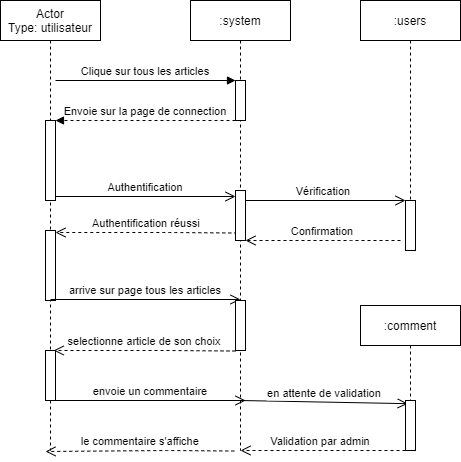 Actor
Type: utilisateur
:system
:users
Clique sur tous les articles
Envoie sur la page de connection
Authentification
Vérification
Authentification réussi
Confirmation
arrive sur page tous les articles
:comment
selectionne article de son choix
envoie un commentaire
en attente de validation
le commentaire s'affiche
Validation par admin